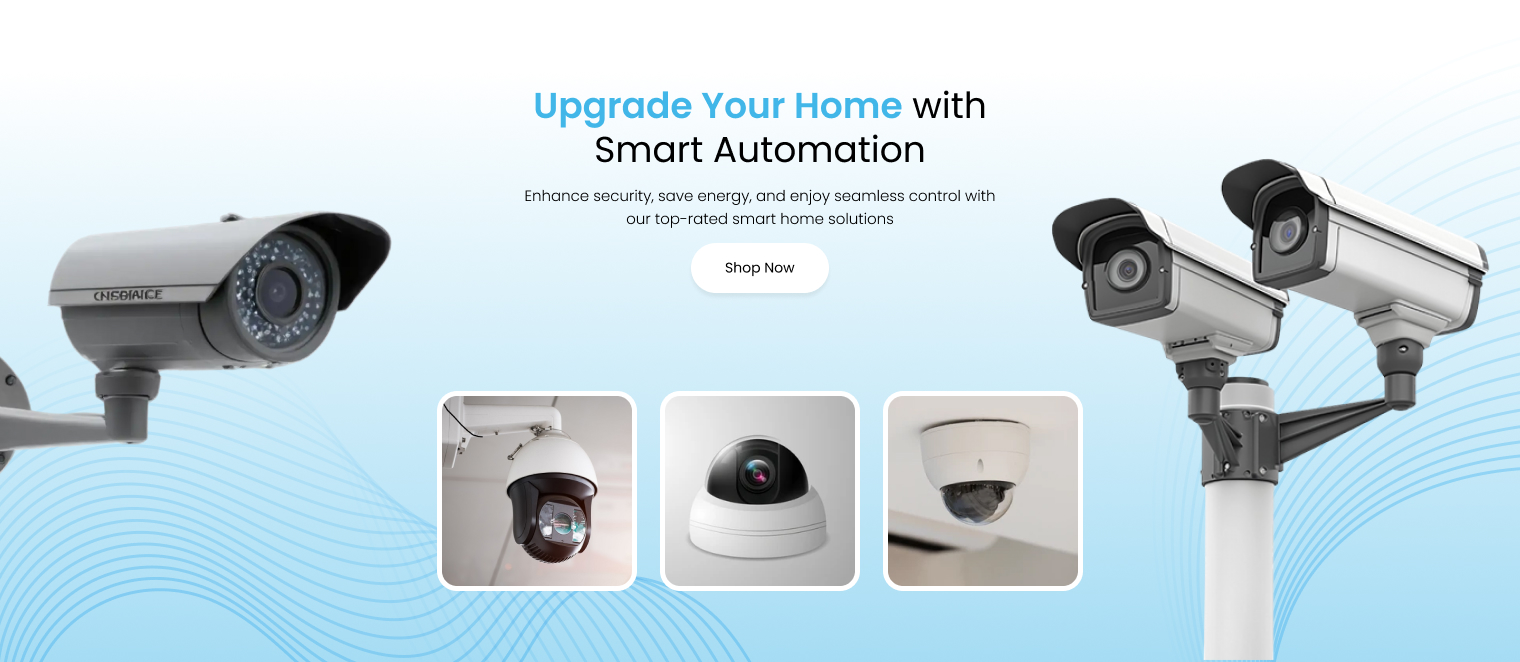 Upgrade Your Home with
Smart Automation
Enhance security, save energy, and enjoy seamless control with
our top-rated smart home solutions
Shop Now